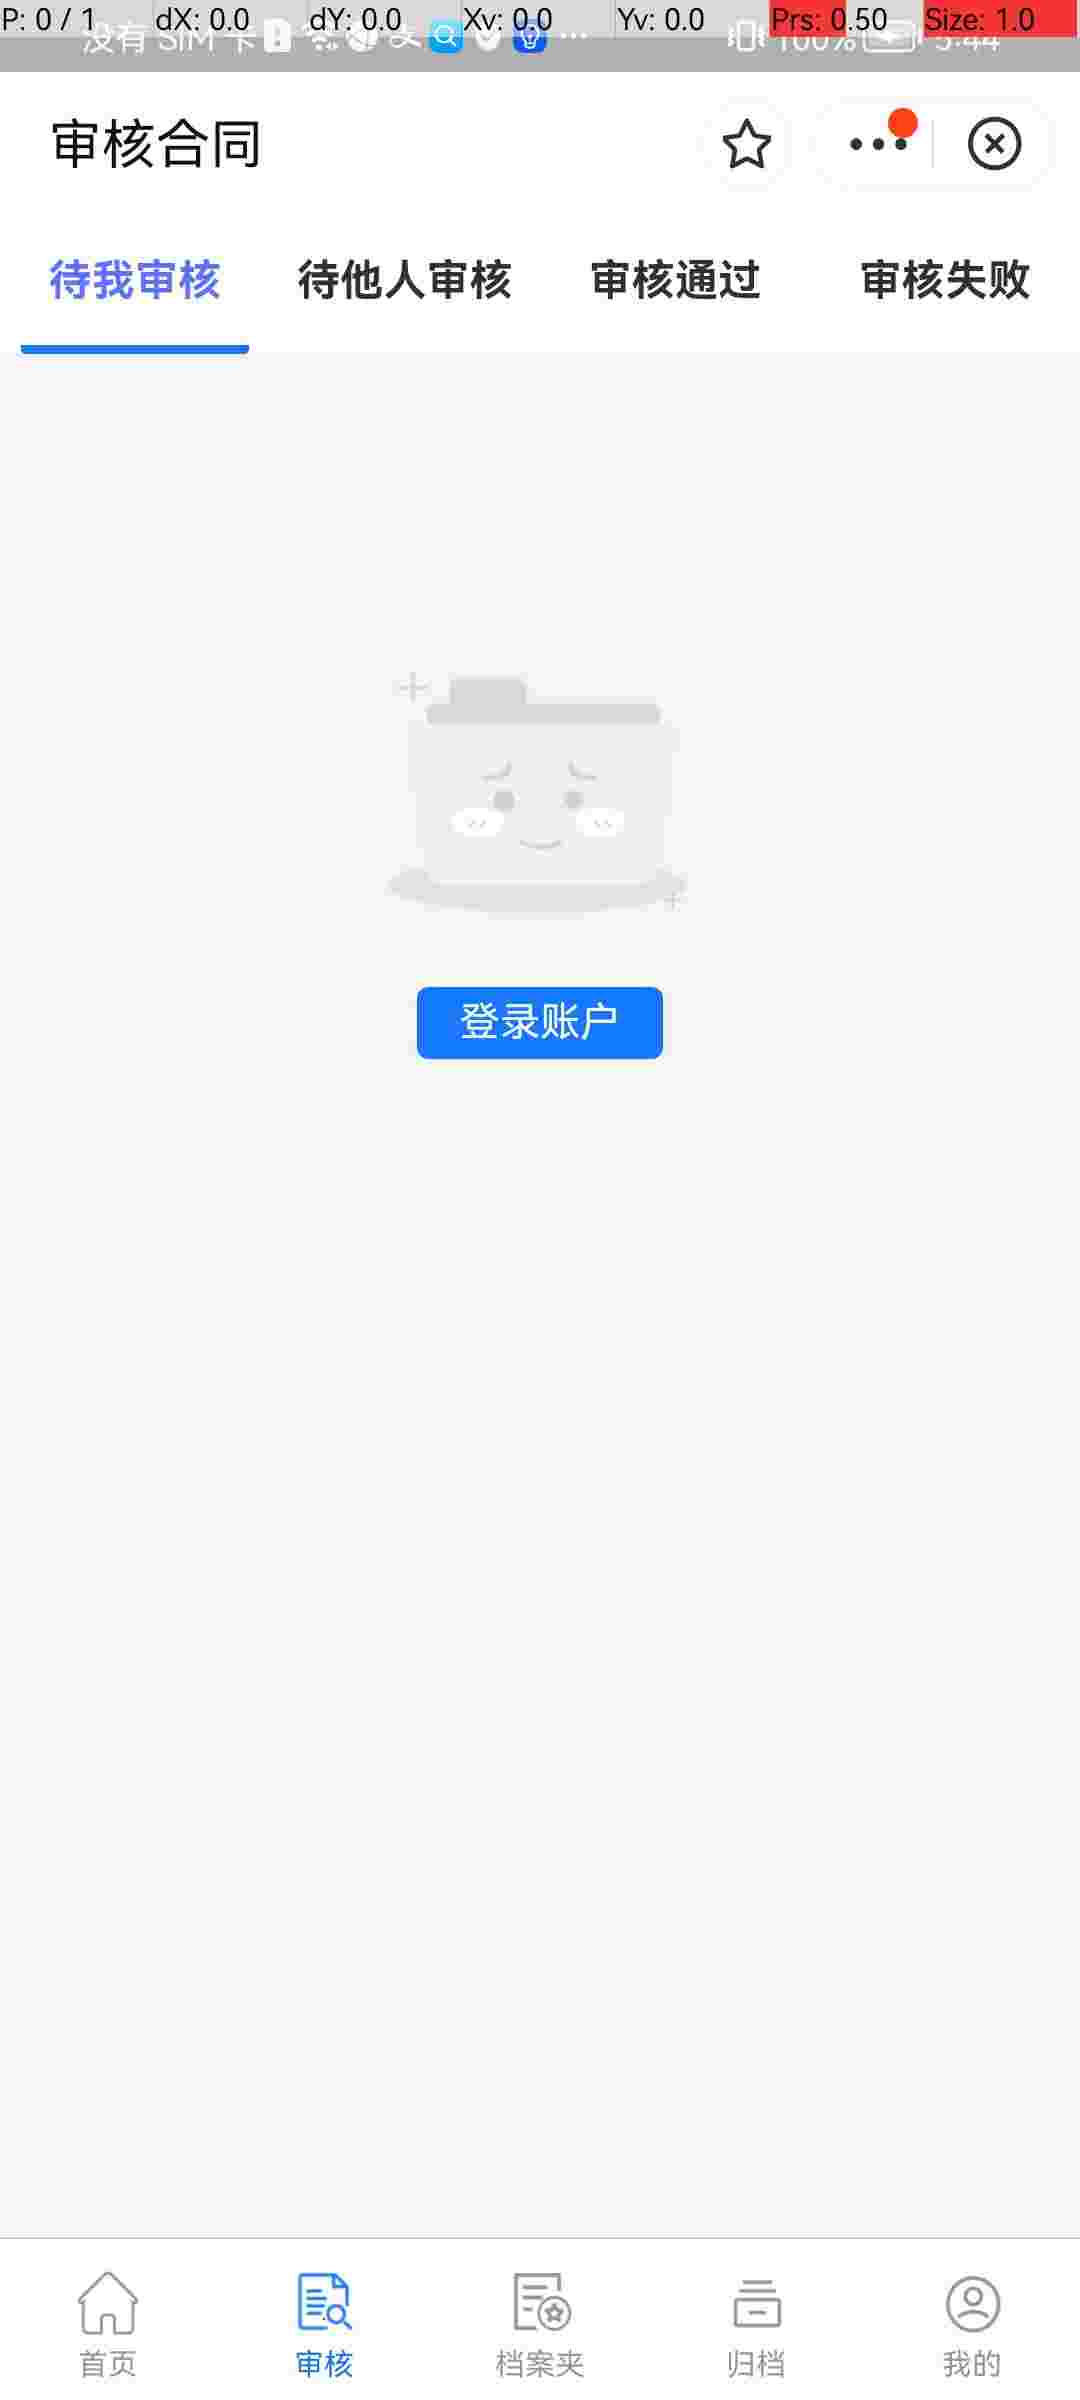 P: 0 / 1 dX: 0.0 dY: 0.0 Xv: 0.0 Yv: 0.0 Prs: 0.50 Size: 1.0
没有 SIM 卡 100% 5:44
审核合同
待我审核 待他人审核 审核通过 审核失败
登录账户
首页 审核 档案夹 归档 我的